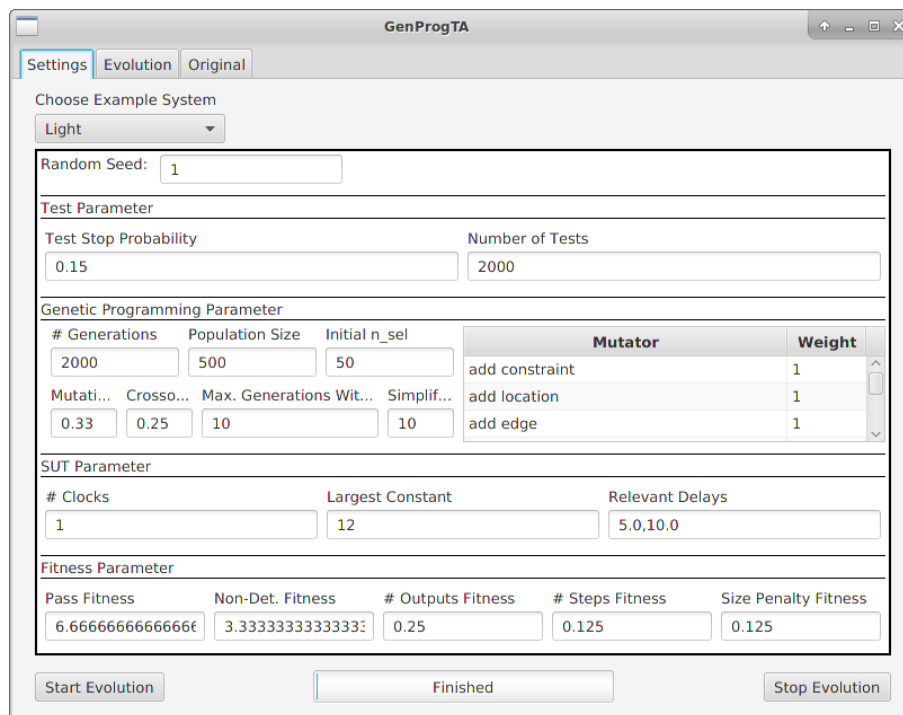 GenProgTA
Settings Evolution Original
Choose Example System
Light
Random Seed: 1
Test Parameter
Test Stop Probability Number of Tests
0.15 2000
Genetic Programming Parameter
# Generations Population Size Initial n_sel
2000 500 50
Mutati... Crosso... Max. Generations Wit... Simplif...
0.33 0.25 10 10
Mutator Weight
add constraint 1
add location 1
add edge 1
SUT Parameter
# Clocks Largest Constant Relevant Delays
1 12 5.0,10.0
Fitness Parameter
Pass Fitness Non-Det. Fitness # Outputs Fitness # Steps Fitness Size Penalty Fitness
0.25 0.125 0.125
Start Evolution Finished Stop Evolution